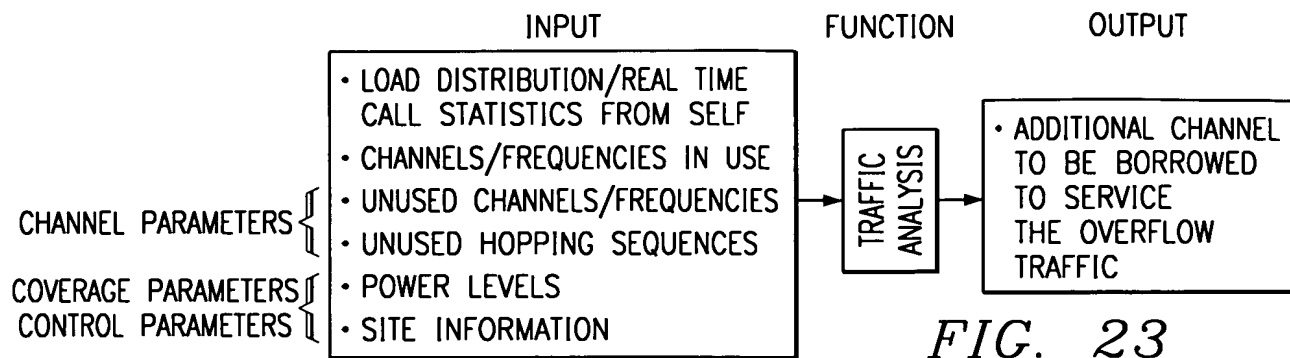 INPUT
FUNCTION
OUTPUT
CHANNEL PARAMETERS
COVERAGE PARAMETERS
CONTROL PARAMETERS
• LOAD DISTRIBUTION/REAL TIME
CALL STATISTICS FROM SELF
• CHANNELS/FREQUENCIES IN USE
• UNUSED CHANNELS/FREQUENCIES
• UNUSED HOPPING SEQUENCES
• POWER LEVELS
• SITE INFORMATION
TRAFFIC
ANALYSIS
• ADDITIONAL CHANNEL
TO BE BORROWED
TO SERVICE
THE OVERFLOW
TRAFFIC
FIG. 23